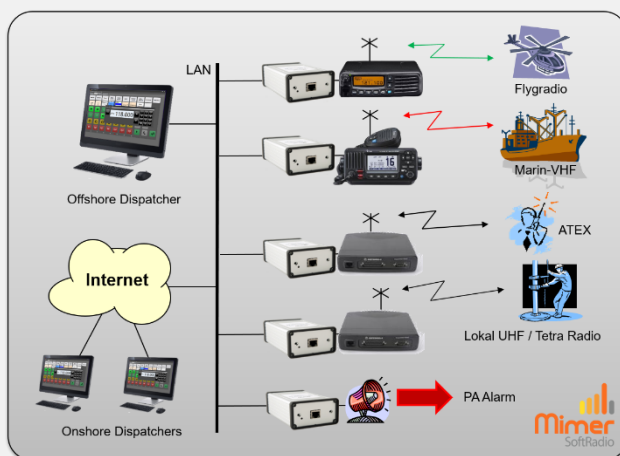 LAN
Flygradio
Marin-VHF
Offshore Dispatcher
ATEX
Internet
Lokal UHF / Tetra Radio
PA Alarm
Onshore Dispatchers
Mimer
SoftRadio